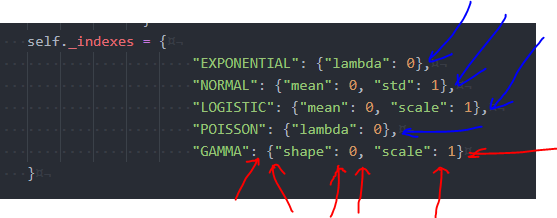 self._indexes = {
"EXPONENTIAL": {"lambda": 0},
"NORMAL": {"mean": 0, "std": 1},
"LOGISTIC": {"mean": 0, "scale": 1},
"POISSON": {"lambda": 0},
"GAMMA": {"shape": 0, "scale": 1}
}